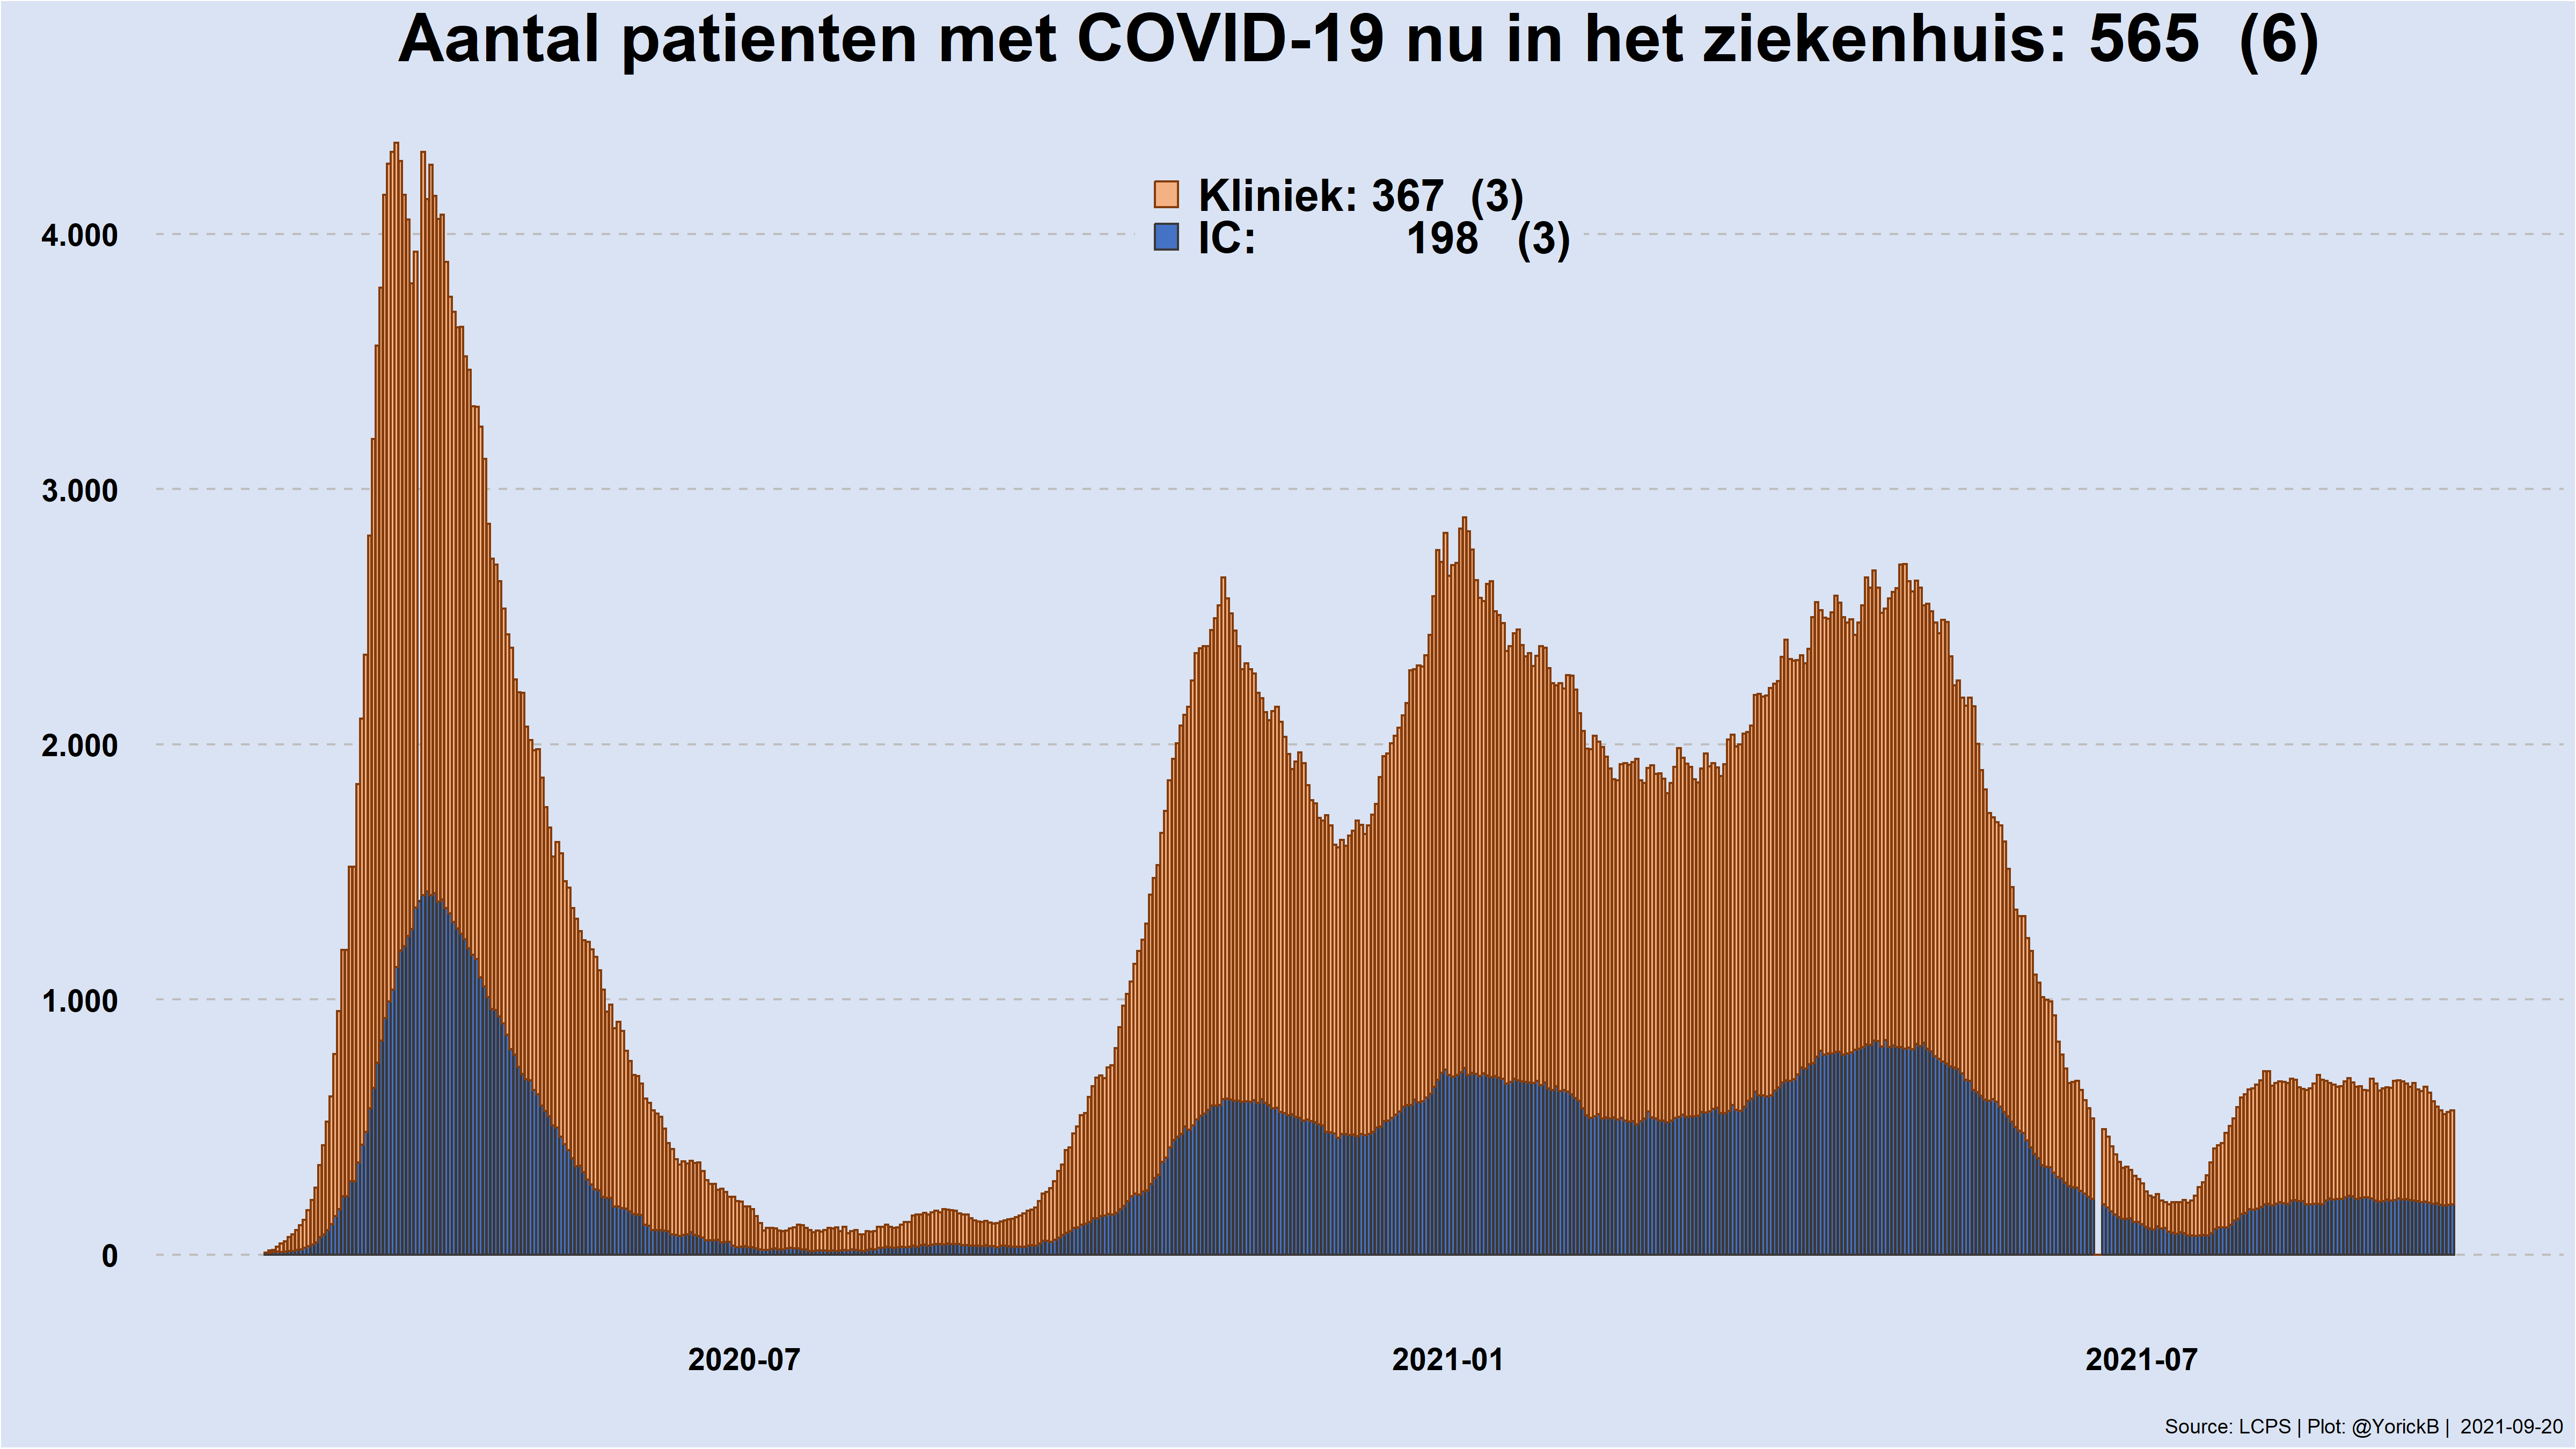 Aantal patienten met COVID-19 nu in het ziekenhuis: 565 (6)
Kliniek: 367 (3)
IC: 198 (3)
4.000
3.000
2.000
1.000
0
2020-07 2021-01 2021-07
Source: LCPS | Plot: @YorickB | 2021-09-20